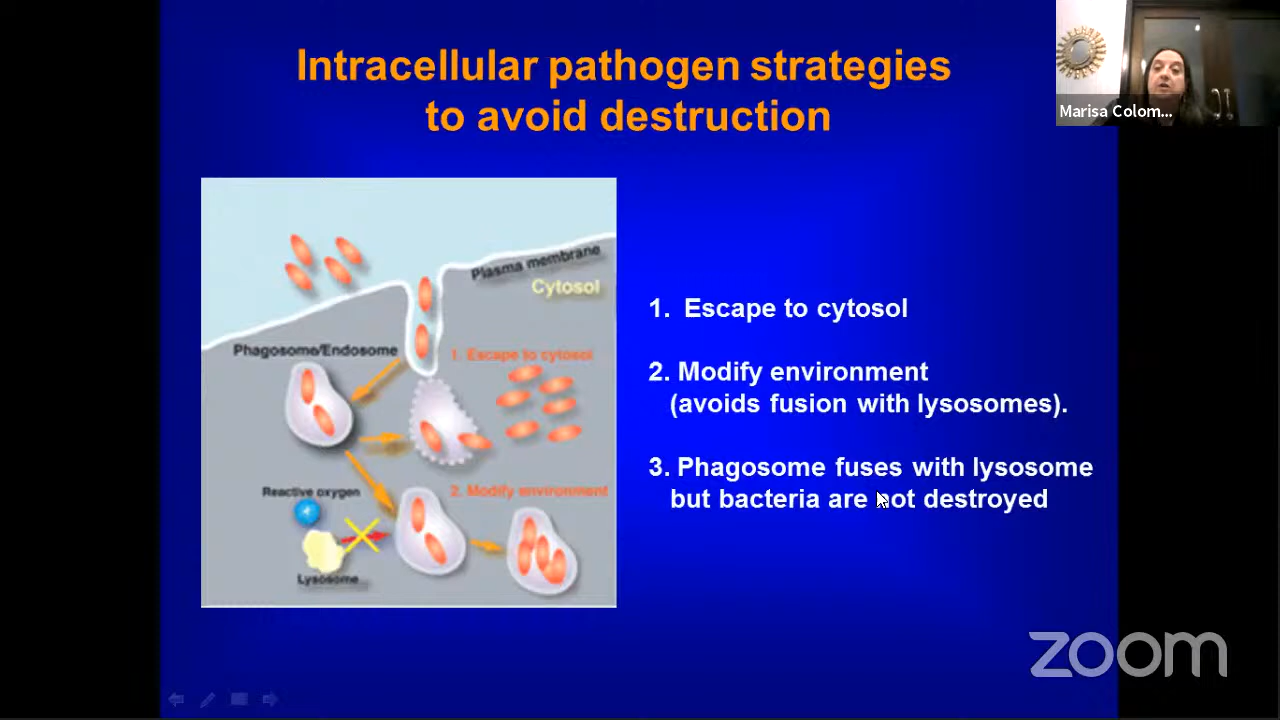 Intracellular pathogen strategies
to avoid destruction
Marisa Colom...
Plasma membrane
Cytosol
Phagosome/Endosome
1. Escape to cytosol
Reactive oxygen
2. Modify environment
Lysosome
1. Escape to cytosol
2. Modify environment
(avoids fusion with lysosomes).
3. Phagosome fuses with lysosome
but bacteria are not destroyed
zoom